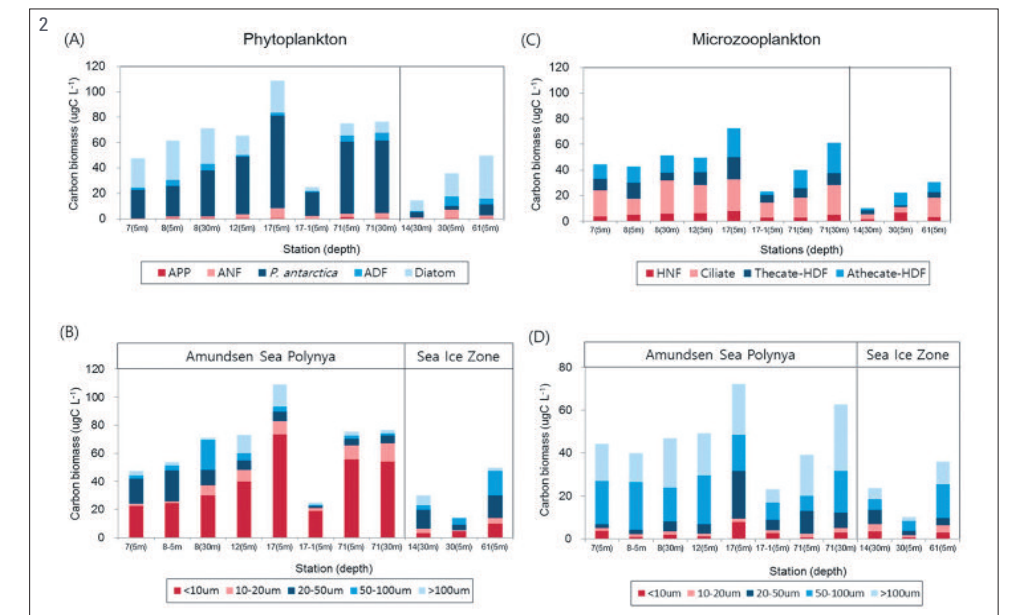 2
(A)
Phytoplankton
120
100
80
60
40
20
0
Carbon biomass (ugC L⁻¹)
7(5m) 8(5m) 8(30m) 12(5m) 17(5m) 17-1(5m) 71(5m) 71(30m) 14(30m) 30(5m) 61(5m)
Station (depth)
APP ANF P. antarctica ADF Diatom
(C)
Microzooplankton
120
100
80
60
40
20
0
Carbon biomass (ugC L⁻¹)
7(5m) 8(5m) 8(30m) 12(5m) 17(5m) 17-1(5m) 71(5m) 71(30m) 14(30m) 30(5m) 61(5m)
Stations (depth)
HNF Ciliate Thecate-HDF Athecate-HDF
(B)
Amundsen Sea Polynya Sea Ice Zone
120
100
80
60
40
20
0
Carbon biomass (ugC L⁻¹)
7(5m) 8-5m 8(30m) 12(5m) 17(5m) 17-1(5m) 71(5m) 71(30m) 14(30m) 30(5m) 61(5m)
Station (depth)
<10um 10-20um 20-50um 50-100um >100um
(D)
Amundsen Sea Polynya Sea Ice Zone
80
60
40
20
0
Carbon biomass (ugC L⁻¹)
7(5m) 8-5m 8(30m) 12(5m) 17(5m) 17-1(5m) 71(5m) 71(30m) 14(30m) 30(5m) 61(5m)
Station (depth)
<10um 10-20um 20-50um 50-100um >100um